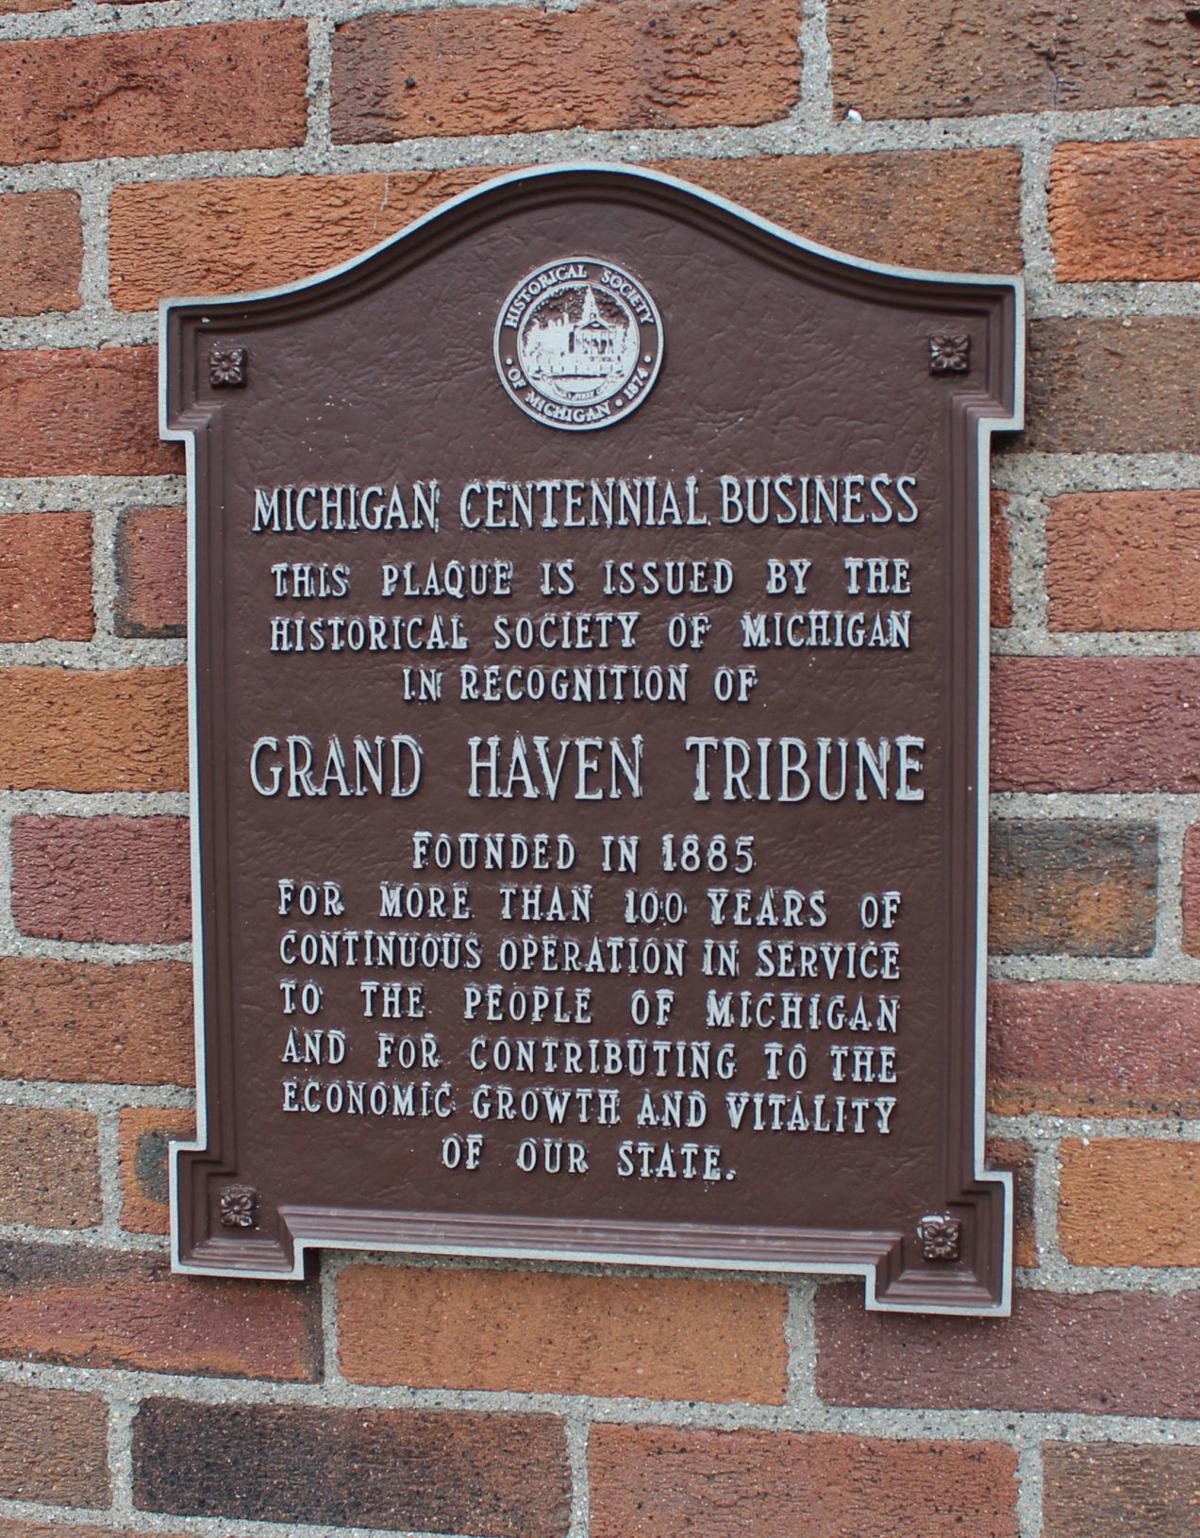 HISTORICAL SOCIETY
OF MICHIGAN • 1874
MICHIGAN CENTENNIAL BUSINESS
THIS PLAQUE IS ISSUED BY THE
HISTORICAL SOCIETY OF MICHIGAN
IN RECOGNITION OF
GRAND HAVEN TRIBUNE
FOUNDED IN 1885
FOR MORE THAN 100 YEARS OF
CONTINUOUS OPERATION IN SERVICE
TO THE PEOPLE OF MICHIGAN
AND FOR CONTRIBUTING TO THE
ECONOMIC GROWTH AND VITALITY
OF OUR STATE.